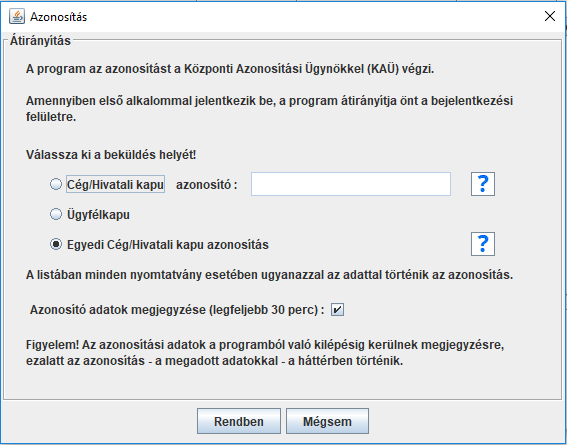 Azonosítás
Átirányítás
A program az azonosítást a Központi Azonosítási Ügynökkel (KAÜ) végzi.
Amennyiben első alkalommal jelentkezik be, a program átirányítja önt a bejelentkezési
felületre.
Válassza ki a beküldés helyét!
Cég/Hivatali kapu azonosító : ?
Ügyfélkapu
Egyedi Cég/Hivatali kapu azonosítás ?
A listában minden nyomtatvány esetében ugyanazzal az adattal történik az azonosítás.
Azonosító adatok megjegyzése (legfeljebb 30 perc) :
Figyelem! Az azonosítási adatok a programból való kilépésig kerülnek megjegyzésre,
ezalatt az azonosítás - a megadott adatokkal - a háttérben történik.
Rendben Mégsem